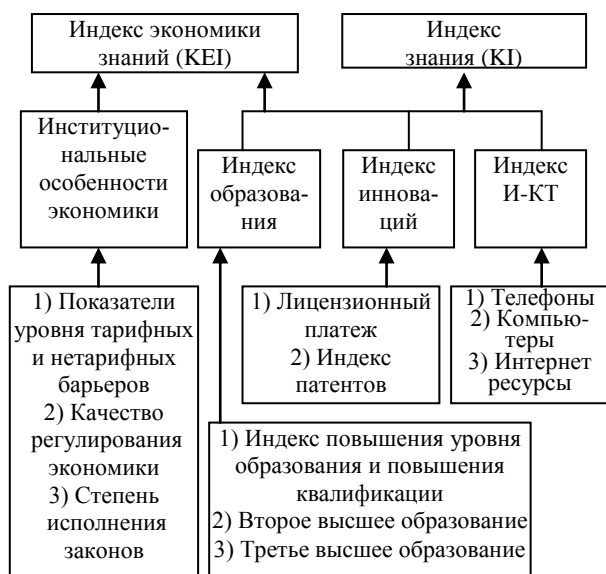 Индекс экономики
знаний (KEI)
Индекс
знания (KI)
Институцио-
нальные
особенности
экономики
Индекс
образова-
ния
Индекс
иннова-
ций
Индекс
И-КТ
1) Показатели
уровня тарифных
и нетарифных
барьеров
2) Качество
регулирования
экономики
3) Степень
исполнения
законов
1) Лицензионный
платеж
2) Индекс
патентов
1) Телефоны
2) Компью-
теры
3) Интернет
ресурсы
1) Индекс повышения уровня
образования и повышения
квалификации
2) Второе высшее образование
3) Третье высшее образование